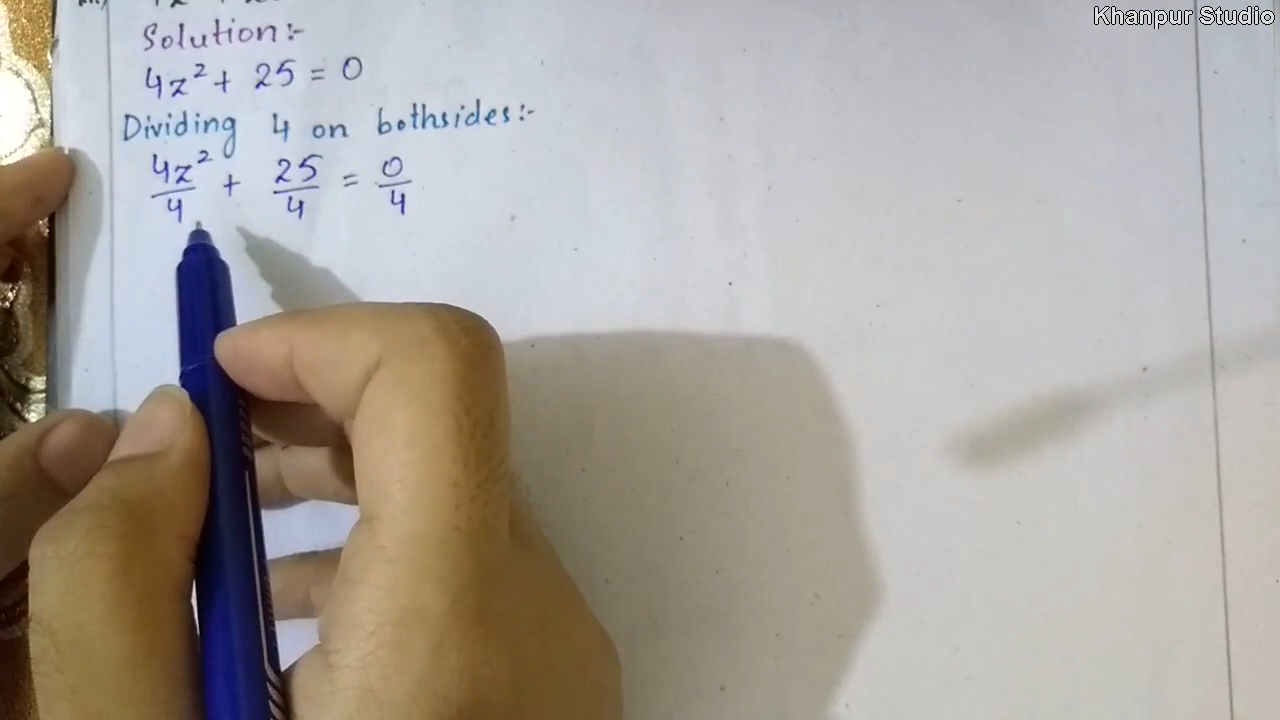 Khanpur Studio
Solution:-
4z² + 25 = 0
Dividing 4 on bothsides:-
4z²/4 + 25/4 = 0/4